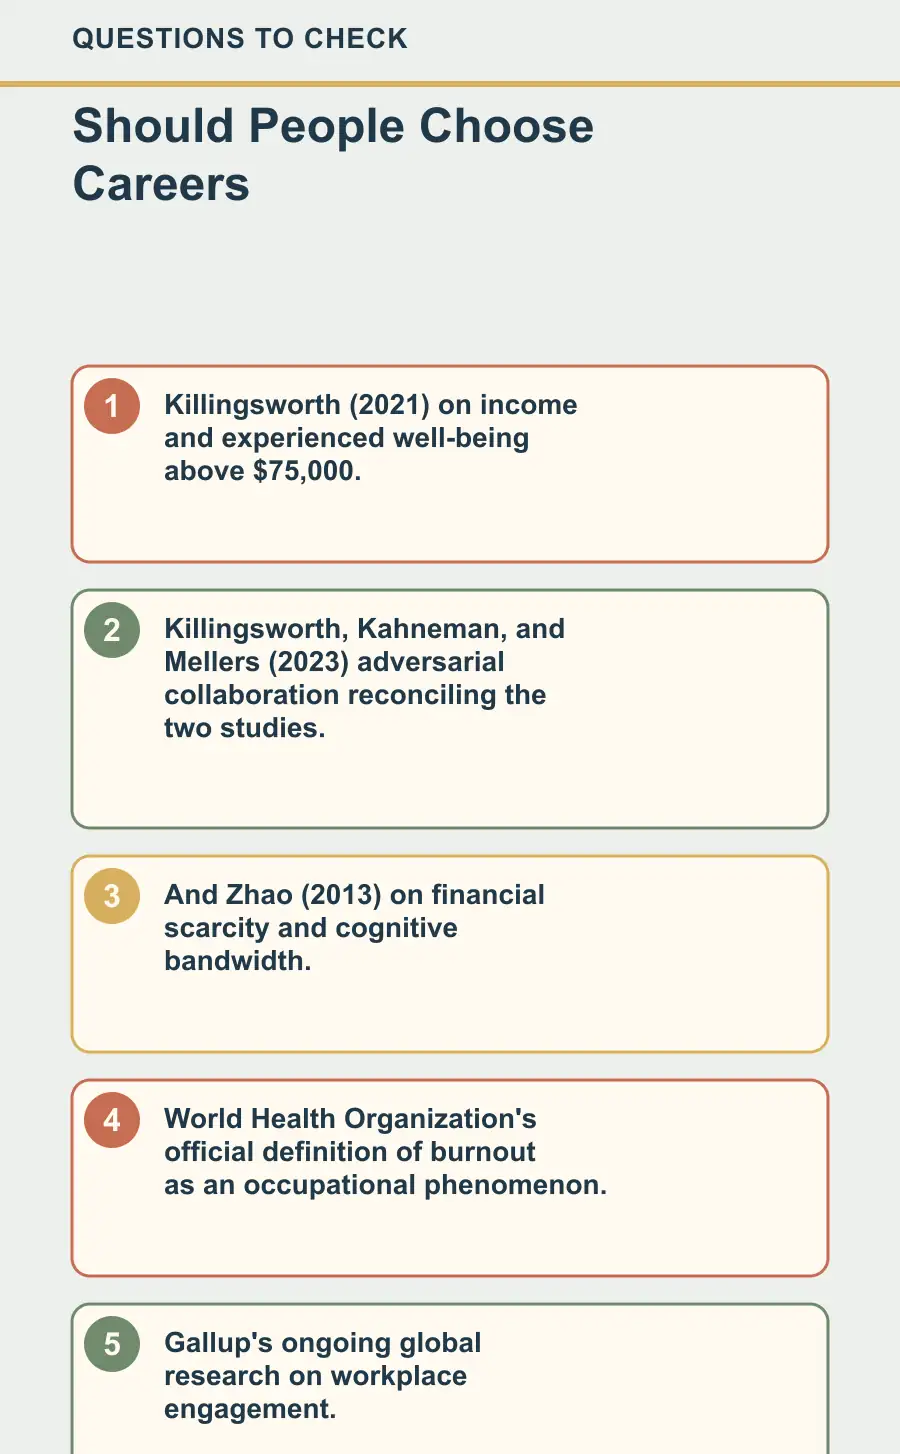 QUESTIONS TO CHECK
Should People Choose
Careers
1
Killingsworth (2021) on income
and experienced well-being
above $75,000.
2
Killingsworth, Kahneman, and
Mellers (2023) adversarial
collaboration reconciling the
two studies.
3
And Zhao (2013) on financial
scarcity and cognitive
bandwidth.
4
World Health Organization's
official definition of burnout
as an occupational phenomenon.
5
Gallup's ongoing global
research on workplace
engagement.